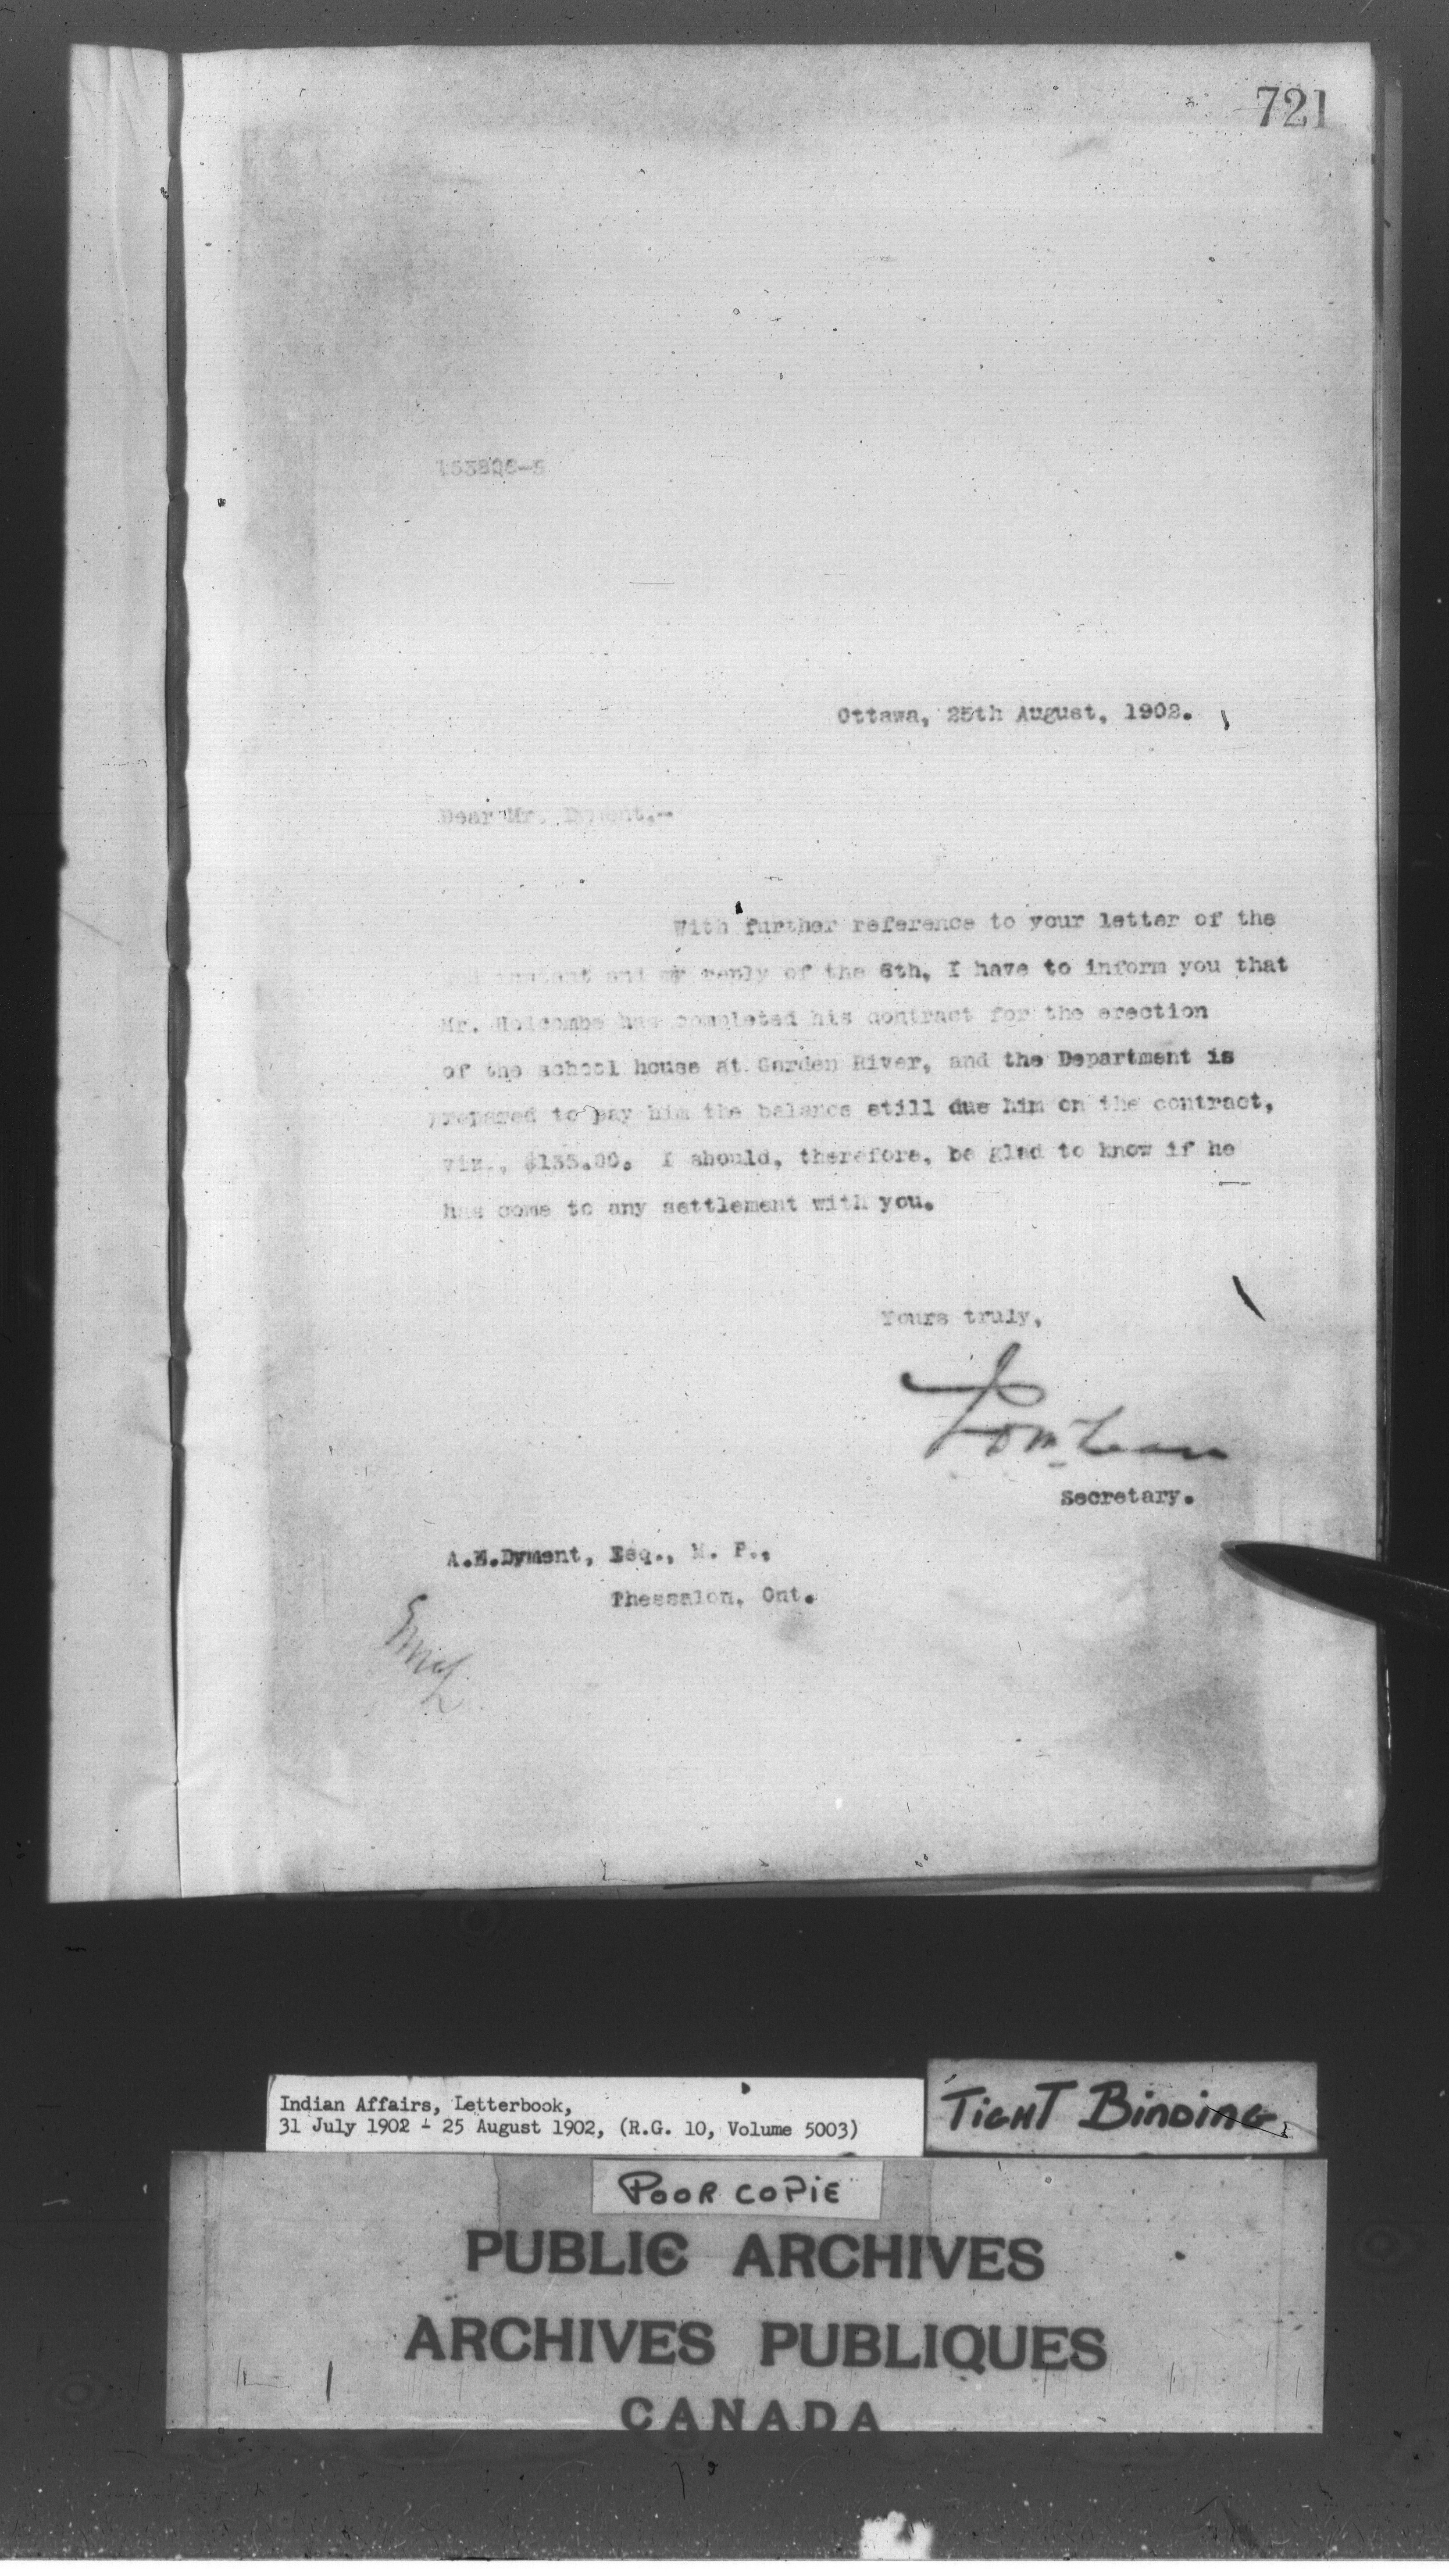 721
Ottawa, 25th August, 1902.
Dear Mr. Dyment,-
With further reference to your letter of the
instant and my reply of the 6th, I have to inform you that
Mr. Holcombe has completed his contract for the erection
of the school house at Garden River, and the Department is
prepared to pay him the balance still due him on the contract,
viz., $135.00. I should, therefore, be glad to know if he
has come to any settlement with you.
Yours truly,
Secretary.
A.E.Dyment, Esq., M. P.,
Thessalon, Ont.
Indian Affairs, Letterbook,
31 July 1902 - 25 August 1902, (R.G. 10, Volume 5003)
TIGHT BINDING
POOR COPIE
PUBLIC ARCHIVES
ARCHIVES PUBLIQUES
CANADA